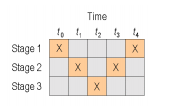 Time
t0 t1 t2 t3 t4
Stage 1 X X
Stage 2 X X
Stage 3 X